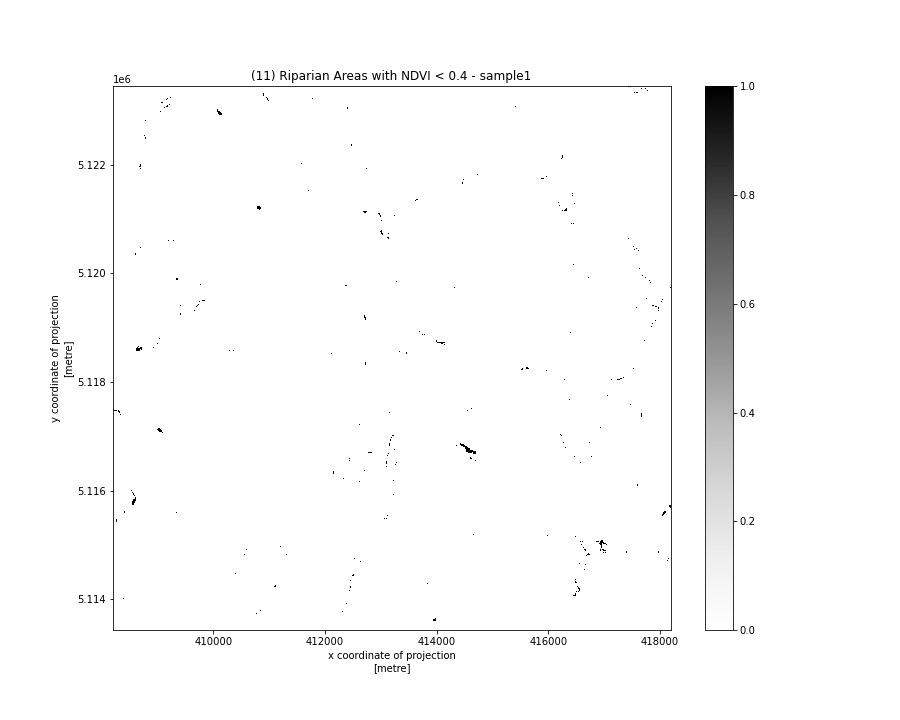 (11) Riparian Areas with NDVI < 0.4 - sample1
1e6
5.122
5.120
5.118
5.116
5.114
y coordinate of projection
[metre]
410000 412000 414000 416000 418000
x coordinate of projection
[metre]
1.0
0.8
0.6
0.4
0.2
0.0